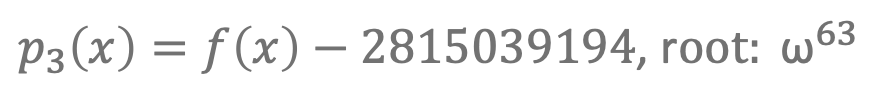 p₃(x) = f(x) − 2815039194, root: ω⁶³